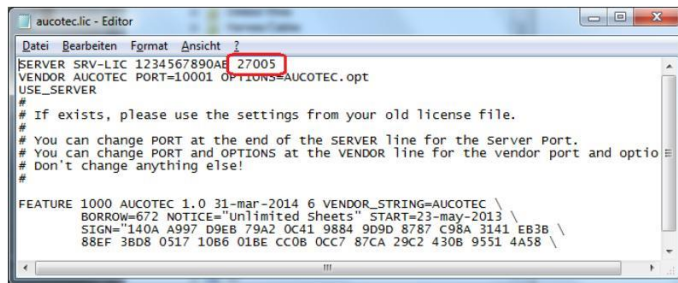 aucotec.lic - Editor
Datei Bearbeiten Format Ansicht ?
SERVER SRV-LIC 1234567890AB 27005
VENDOR AUCOTEC PORT=10001 OPTIONS=AUCOTEC.opt
USE_SERVER
#
# If exists, please use the settings from your old license file.
#
# You can change PORT at the end of the SERVER line for the Server Port.
# You can change PORT and OPTIONS at the VENDOR line for the vendor port and optio
# Don't change anything else!
#
FEATURE 1000 AUCOTEC 1.0 31-mar-2014 6 VENDOR_STRING=AUCOTEC \
BORROW=672 NOTICE="Unlimited Sheets" START=23-may-2013 \
SIGN="140A A997 D9EB 79A2 0C41 9884 9D9D 8787 C98A 3141 EB3B \
88EF 3BD8 0517 10B6 01BE CC0B 0CC7 87CA 29C2 430B 9551 4A58 \